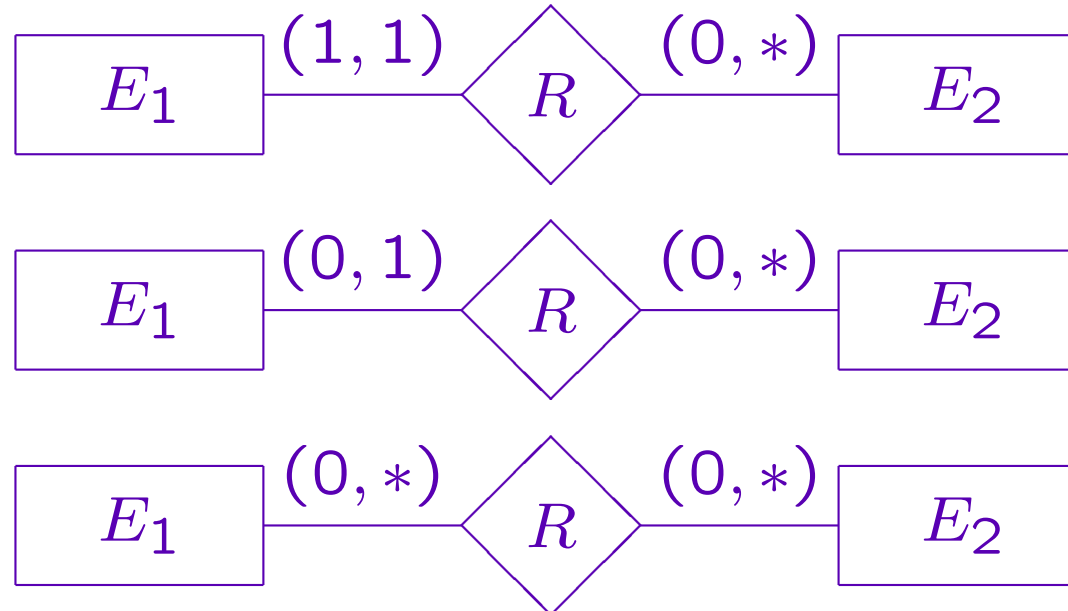 (1, 1) (0, *)
E₁ R E₂
(0, 1) (0, *)
E₁ R E₂
(0, *) (0, *)
E₁ R E₂